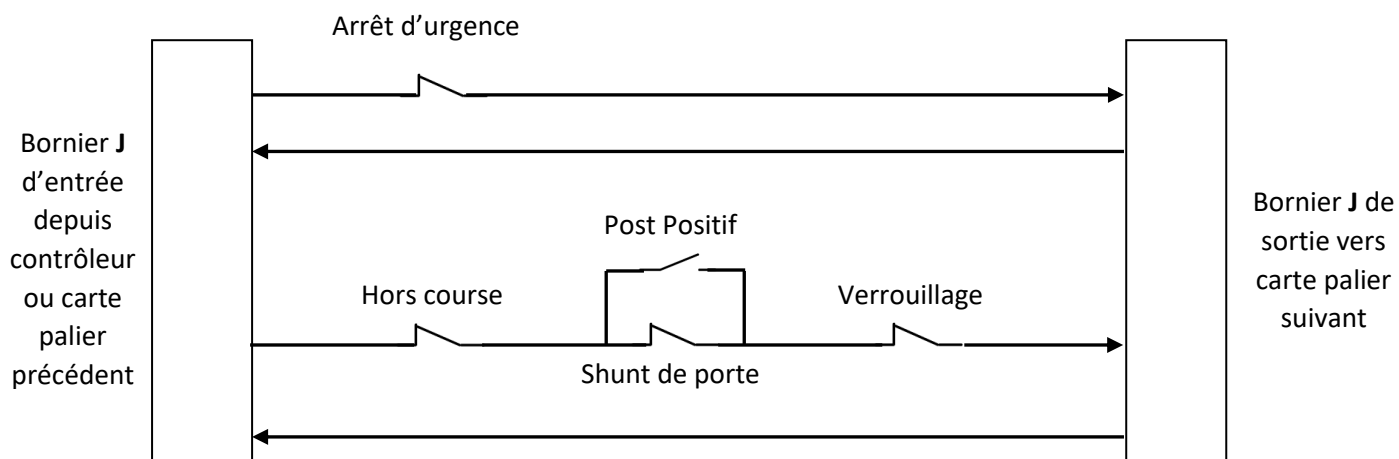 Arrêt d’urgence
Bornier J
d’entrée
depuis
contrôleur
ou carte
palier
précédent
Post Positif
Hors course
Verrouillage
Shunt de porte
Bornier J de
sortie vers
carte palier
suivant